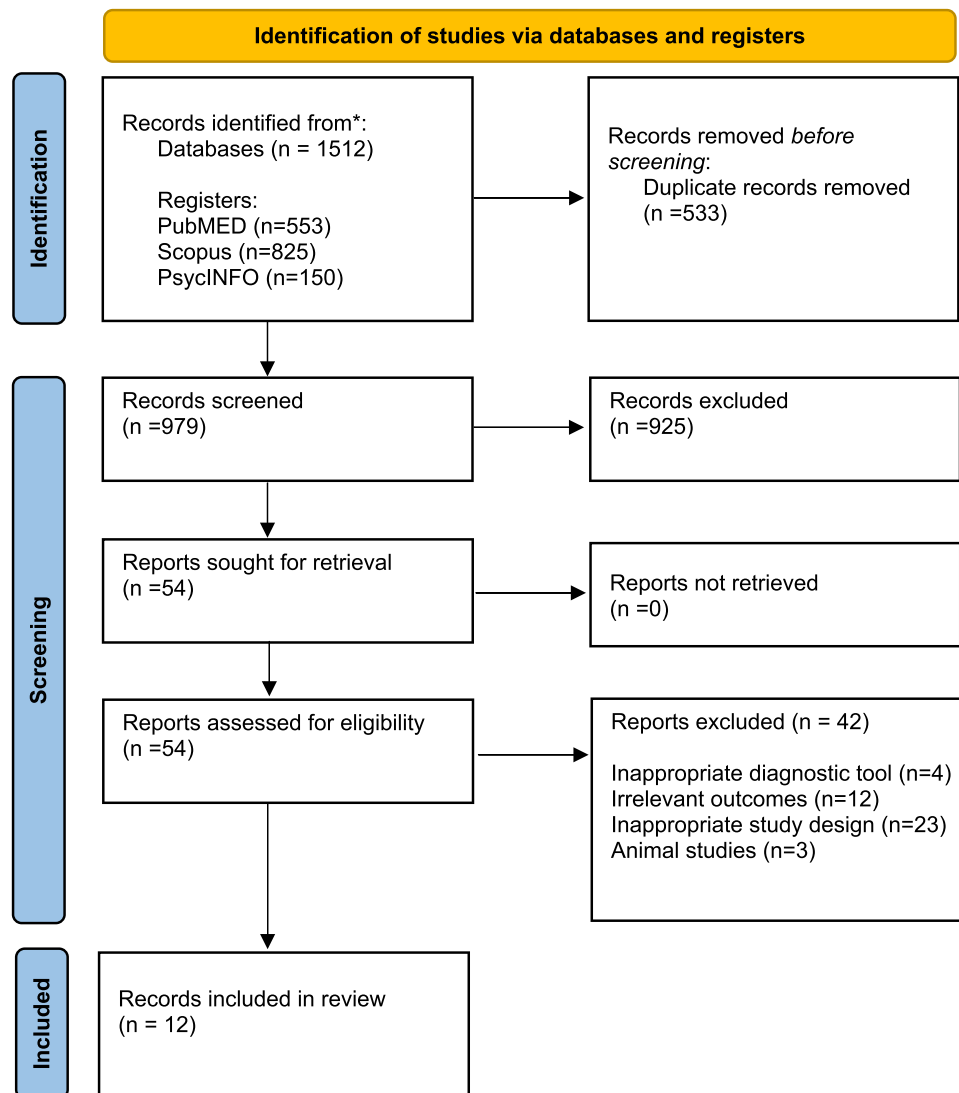 Identification of studies via databases and registers
Identification
Records identified from*:
Databases (n = 1512)
Registers:
PubMED (n=553)
Scopus (n=825)
PsycINFO (n=150)
Records removed before
screening:
Duplicate records removed
(n =533)
Screening
Records screened
(n =979)
Records excluded
(n =925)
Reports sought for retrieval
(n =54)
Reports not retrieved
(n =0)
Reports assessed for eligibility
(n =54)
Reports excluded (n = 42)
Inappropriate diagnostic tool (n=4)
Irrelevant outcomes (n=12)
Inappropriate study design (n=23)
Animal studies (n=3)
Included
Records included in review
(n = 12)